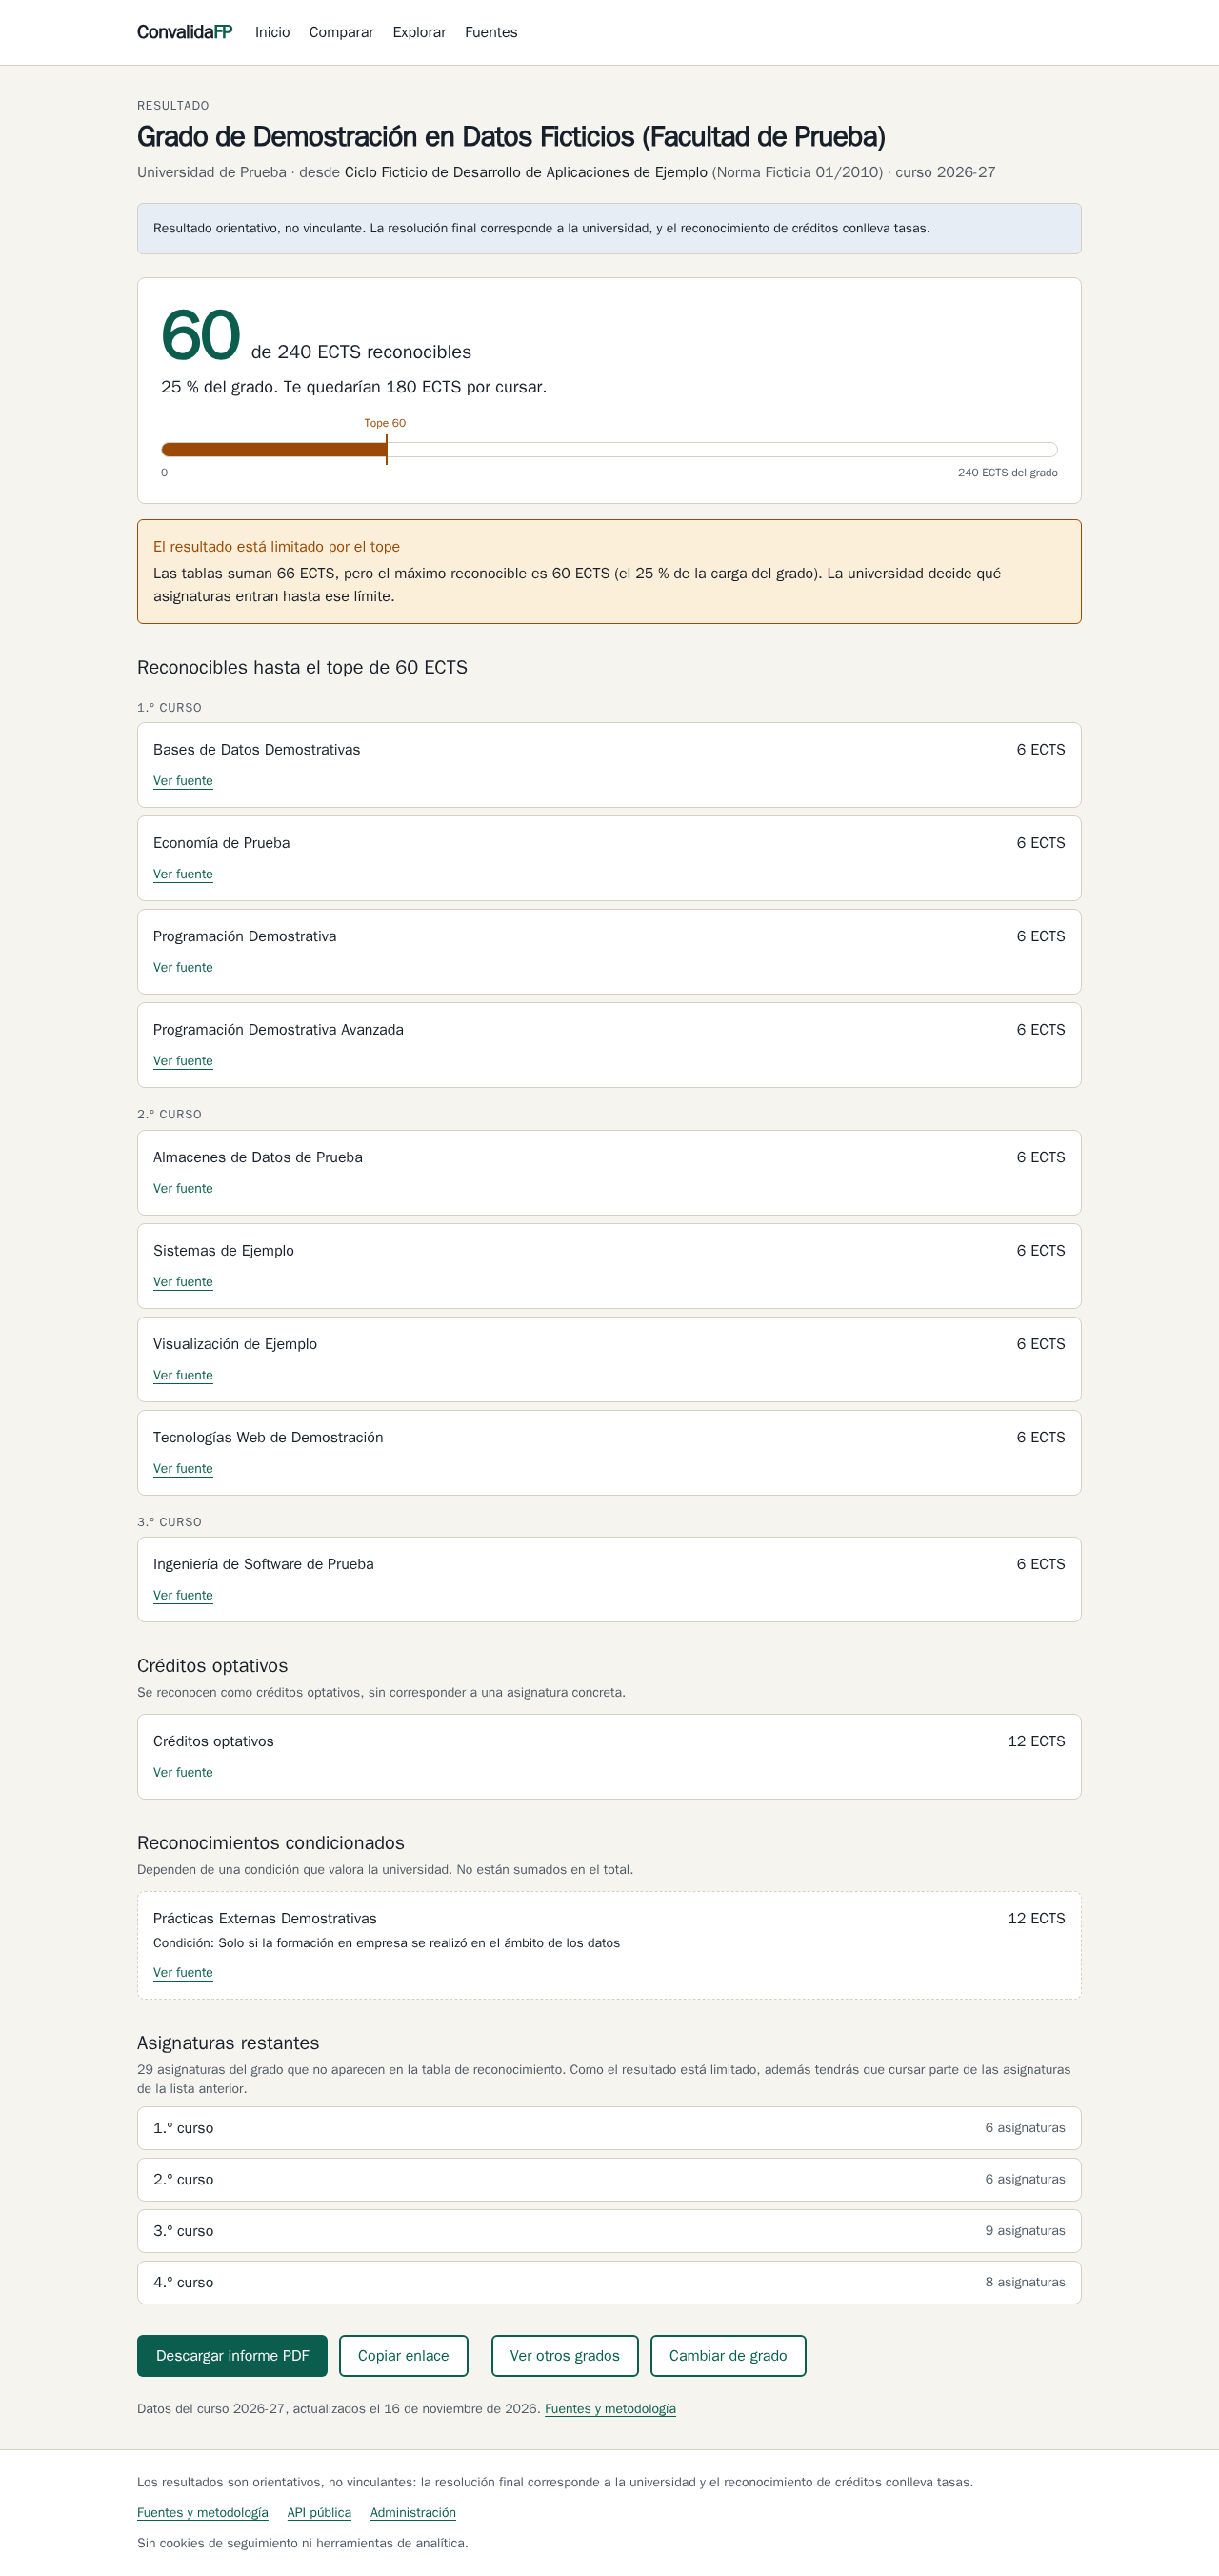 ConvalidaFP Inicio Comparar Explorar Fuentes
RESULTADO
Grado de Demostración en Datos Ficticios (Facultad de Prueba)
Universidad de Prueba · desde Ciclo Ficticio de Desarrollo de Aplicaciones de Ejemplo (Norma Ficticia 01/2010) · curso 2026-27
Resultado orientativo, no vinculante. La resolución final corresponde a la universidad, y el reconocimiento de créditos conlleva tasas.
60 de 240 ECTS reconocibles
25 % del grado. Te quedarían 180 ECTS por cursar.
Tope 60
0 240 ECTS del grado
El resultado está limitado por el tope
Las tablas suman 66 ECTS, pero el máximo reconocible es 60 ECTS (el 25 % de la carga del grado). La universidad decide qué
asignaturas entran hasta ese límite.
Reconocibles hasta el tope de 60 ECTS
1.º CURSO
Bases de Datos Demostrativas 6 ECTS
Ver fuente
Economía de Prueba 6 ECTS
Ver fuente
Programación Demostrativa 6 ECTS
Ver fuente
Programación Demostrativa Avanzada 6 ECTS
Ver fuente
2.º CURSO
Almacenes de Datos de Prueba 6 ECTS
Ver fuente
Sistemas de Ejemplo 6 ECTS
Ver fuente
Visualización de Ejemplo 6 ECTS
Ver fuente
Tecnologías Web de Demostración 6 ECTS
Ver fuente
3.º CURSO
Ingeniería de Software de Prueba 6 ECTS
Ver fuente
Créditos optativos
Se reconocen como créditos optativos, sin corresponder a una asignatura concreta.
Créditos optativos 12 ECTS
Ver fuente
Reconocimientos condicionados
Dependen de una condición que valora la universidad. No están sumados en el total.
Prácticas Externas Demostrativas 12 ECTS
Condición: Solo si la formación en empresa se realizó en el ámbito de los datos
Ver fuente
Asignaturas restantes
29 asignaturas del grado que no aparecen en la tabla de reconocimiento. Como el resultado está limitado, además tendrás que cursar parte de las asignaturas
de la lista anterior.
1.º curso 6 asignaturas
2.º curso 6 asignaturas
3.º curso 9 asignaturas
4.º curso 8 asignaturas
Descargar informe PDF Copiar enlace Ver otros grados Cambiar de grado
Datos del curso 2026-27, actualizados el 16 de noviembre de 2026. Fuentes y metodología
Los resultados son orientativos, no vinculantes: la resolución final corresponde a la universidad y el reconocimiento de créditos conlleva tasas.
Fuentes y metodología API pública Administración
Sin cookies de seguimiento ni herramientas de analítica.